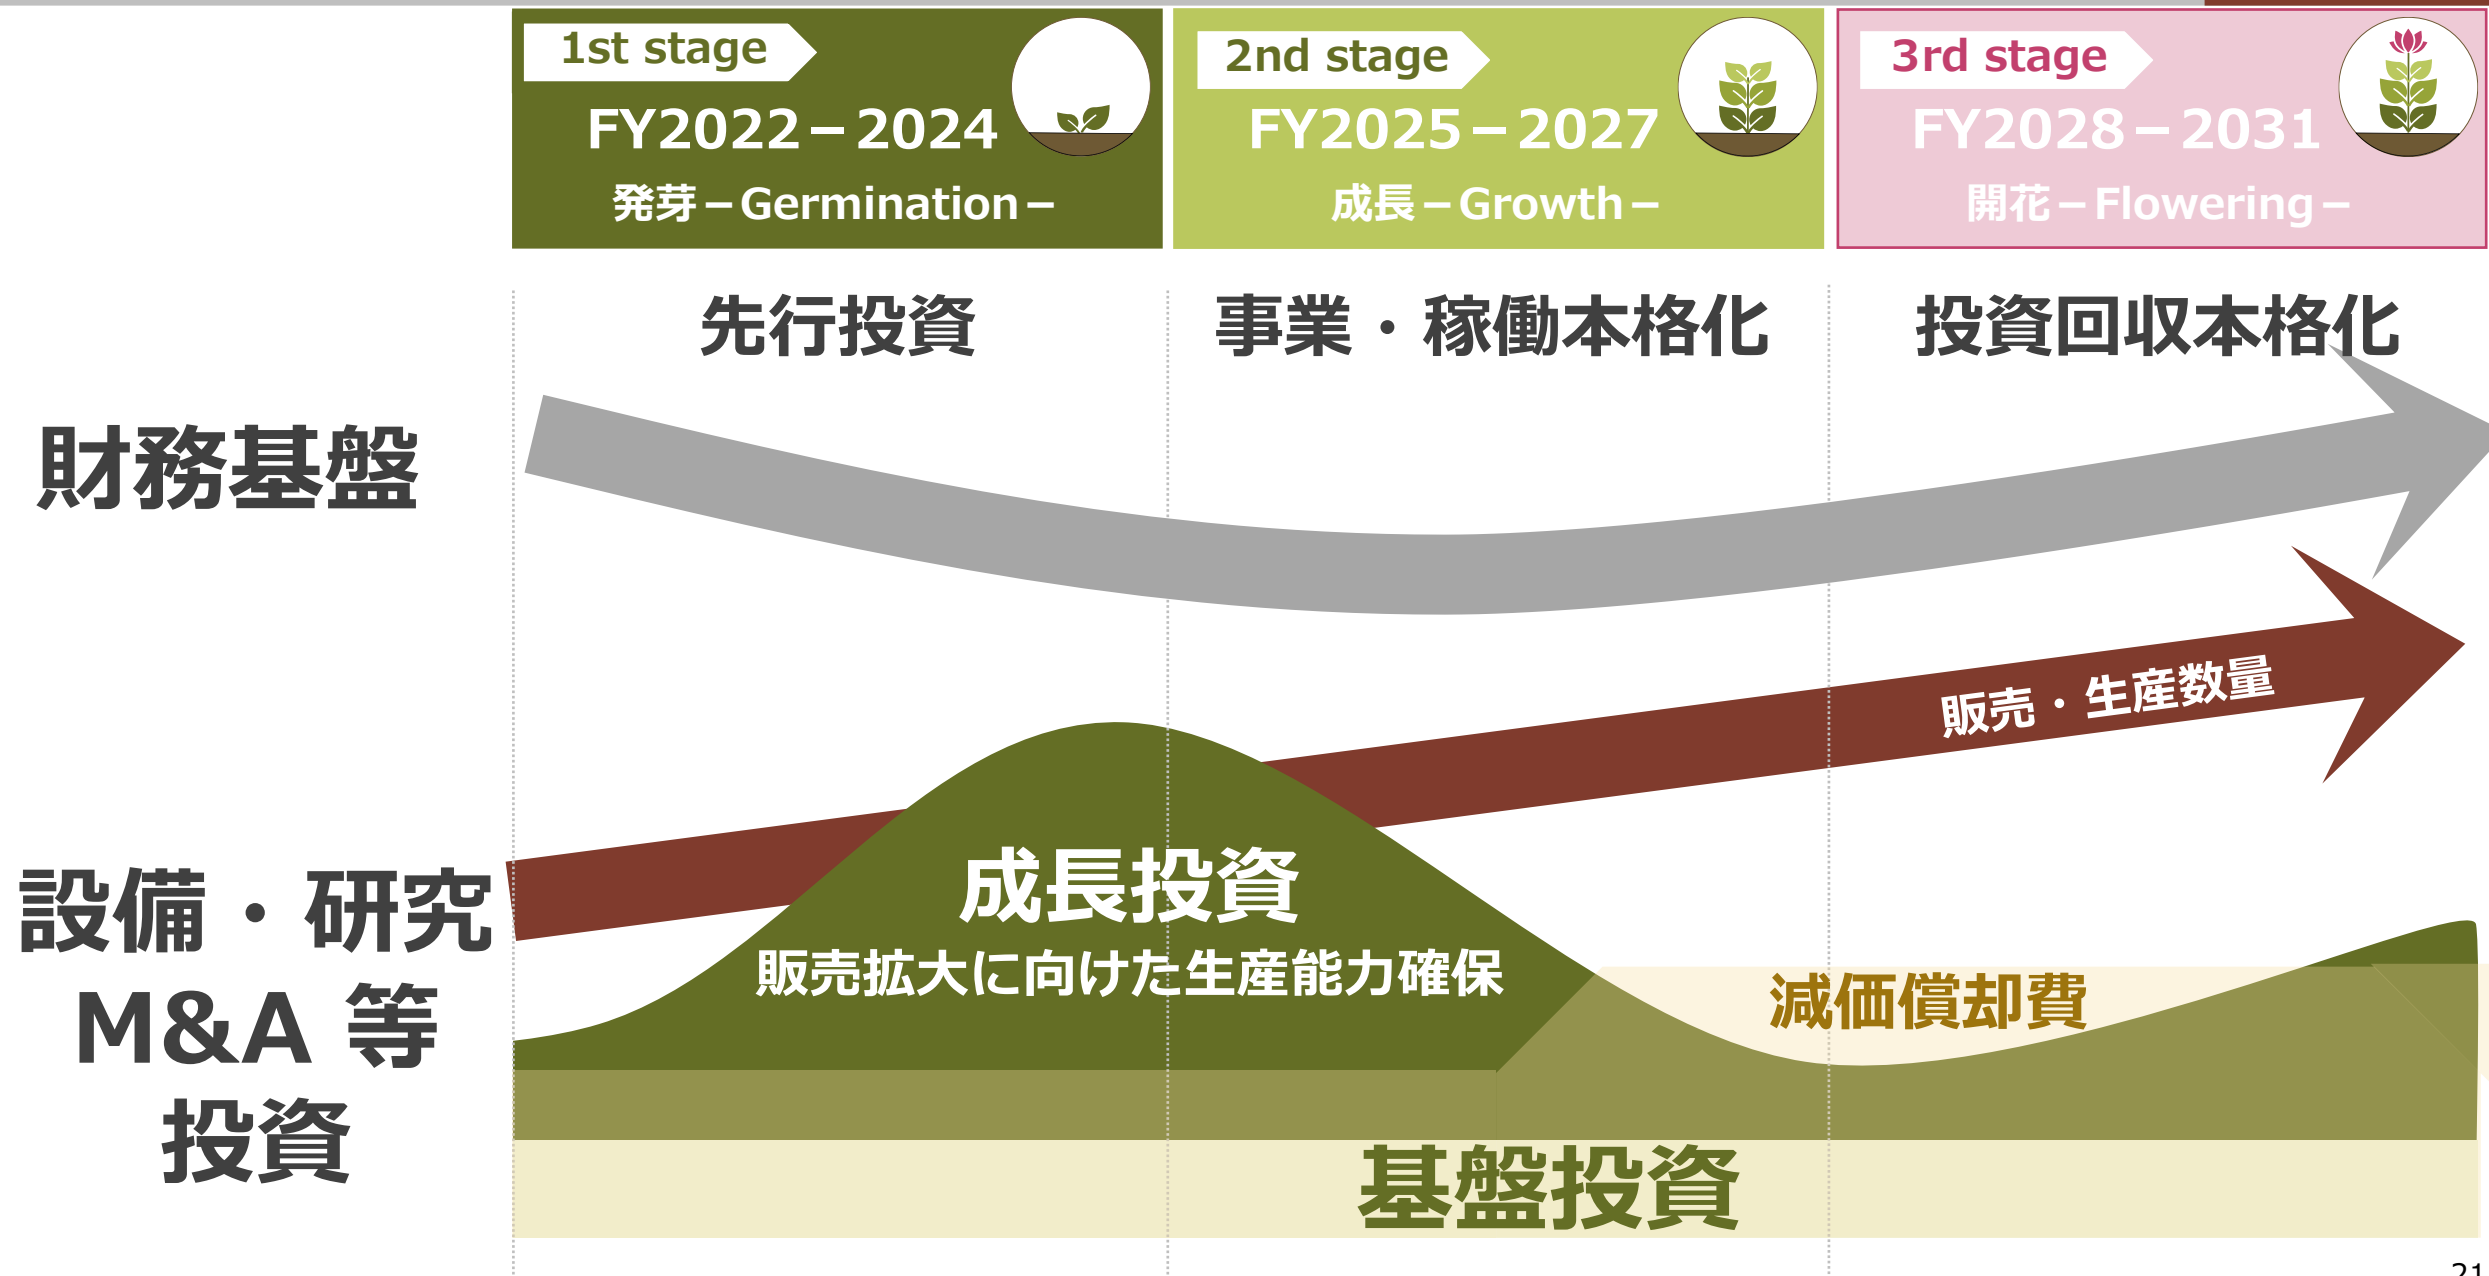 1st stage
FY2022－2024
発芽－Germination－
2nd stage
FY2025－2027
成長－Growth－
3rd stage
FY2028－2031
開花－Flowering－
先行投資
事業・稼働本格化
投資回収本格化
財務基盤
販売・生産数量
設備・研究
M&A 等
投資
成長投資
販売拡大に向けた生産能力確保
減価償却費
基盤投資
21